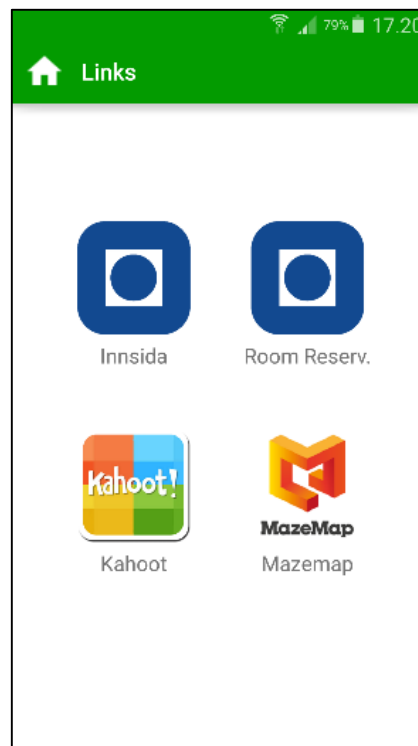 79% 17.20
Links
Innsida Room Reserv.
Kahoot!
MazeMap
Kahoot Mazemap